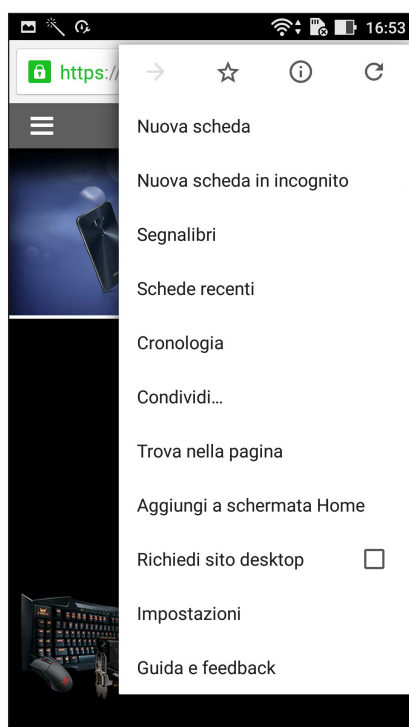 16:53
https://
Nuova scheda
Nuova scheda in incognito
Segnalibri
Schede recenti
Cronologia
Condividi...
Trova nella pagina
Aggiungi a schermata Home
Richiedi sito desktop
Impostazioni
Guida e feedback